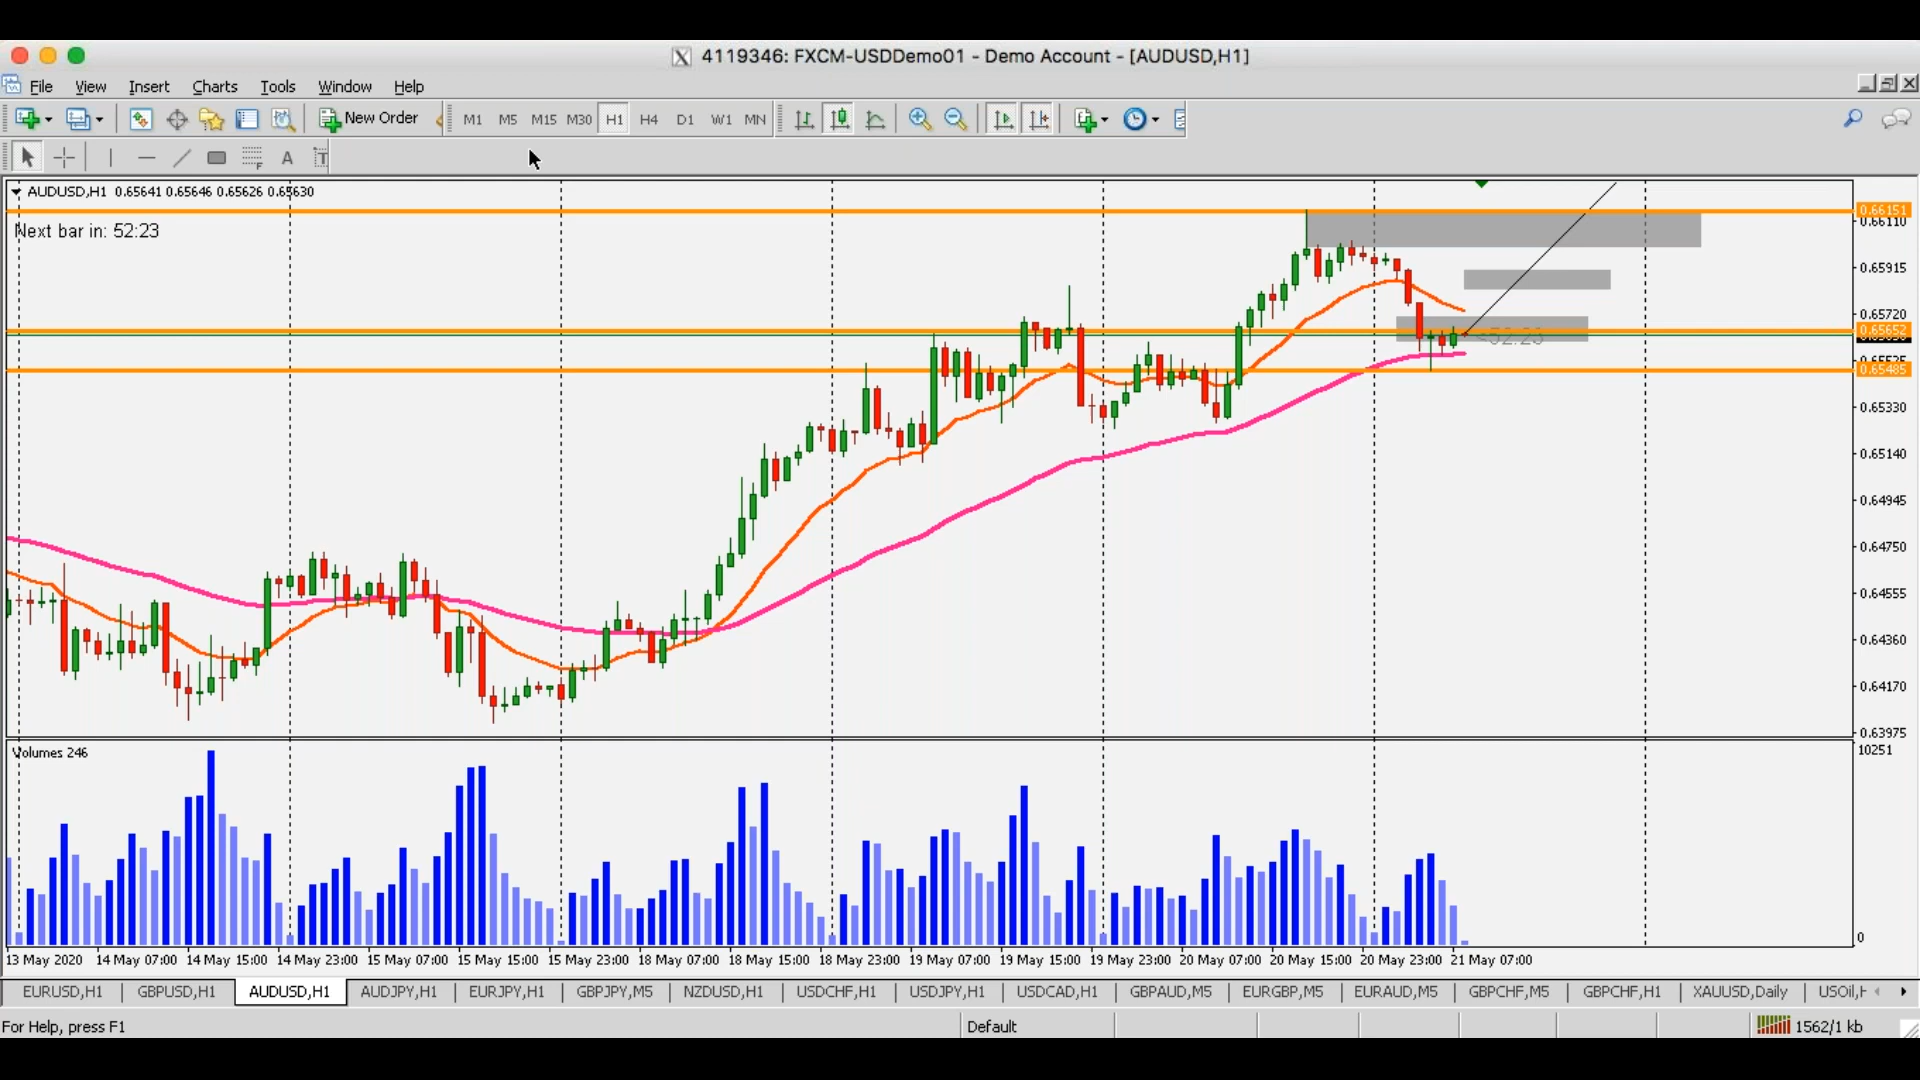 4119346: FXCM-USDDemo01 - Demo Account - [AUDUSD,H1]
File View Insert Charts Tools Window Help
New Order M1 M5 M15 M30 H1 H4 D1 W1 MN
A T
AUDUSD,H1 0.65641 0.65646 0.65626 0.65630
Next bar in: 52:23
0.66151
0.66110
0.65915
0.65720
0.65652
<52:23
0.65525
0.65485
0.65330
0.65140
0.64945
0.64750
0.64555
0.64360
0.64170
0.63975
Volumes 246
10251
0
13 May 2020 14 May 07:00 14 May 15:00 14 May 23:00 15 May 07:00 15 May 15:00 15 May 23:00 18 May 07:00 18 May 15:00 18 May 23:00 19 May 07:00 19 May 15:00 19 May 23:00 20 May 07:00 20 May 15:00 20 May 23:00 21 May 07:00
EURUSD,H1 GBPUSD,H1 AUDUSD,H1 AUDJPY,H1 EURJPY,H1 GBPJPY,M5 NZDUSD,H1 USDCHF,H1 USDJPY,H1 USDCAD,H1 GBPAUD,M5 EURGBP,M5 EURAUD,M5 GBPCHF,M5 GBPCHF,H1 XAUUSD,Daily USOil,H
For Help, press F1 Default 1562/1 kb